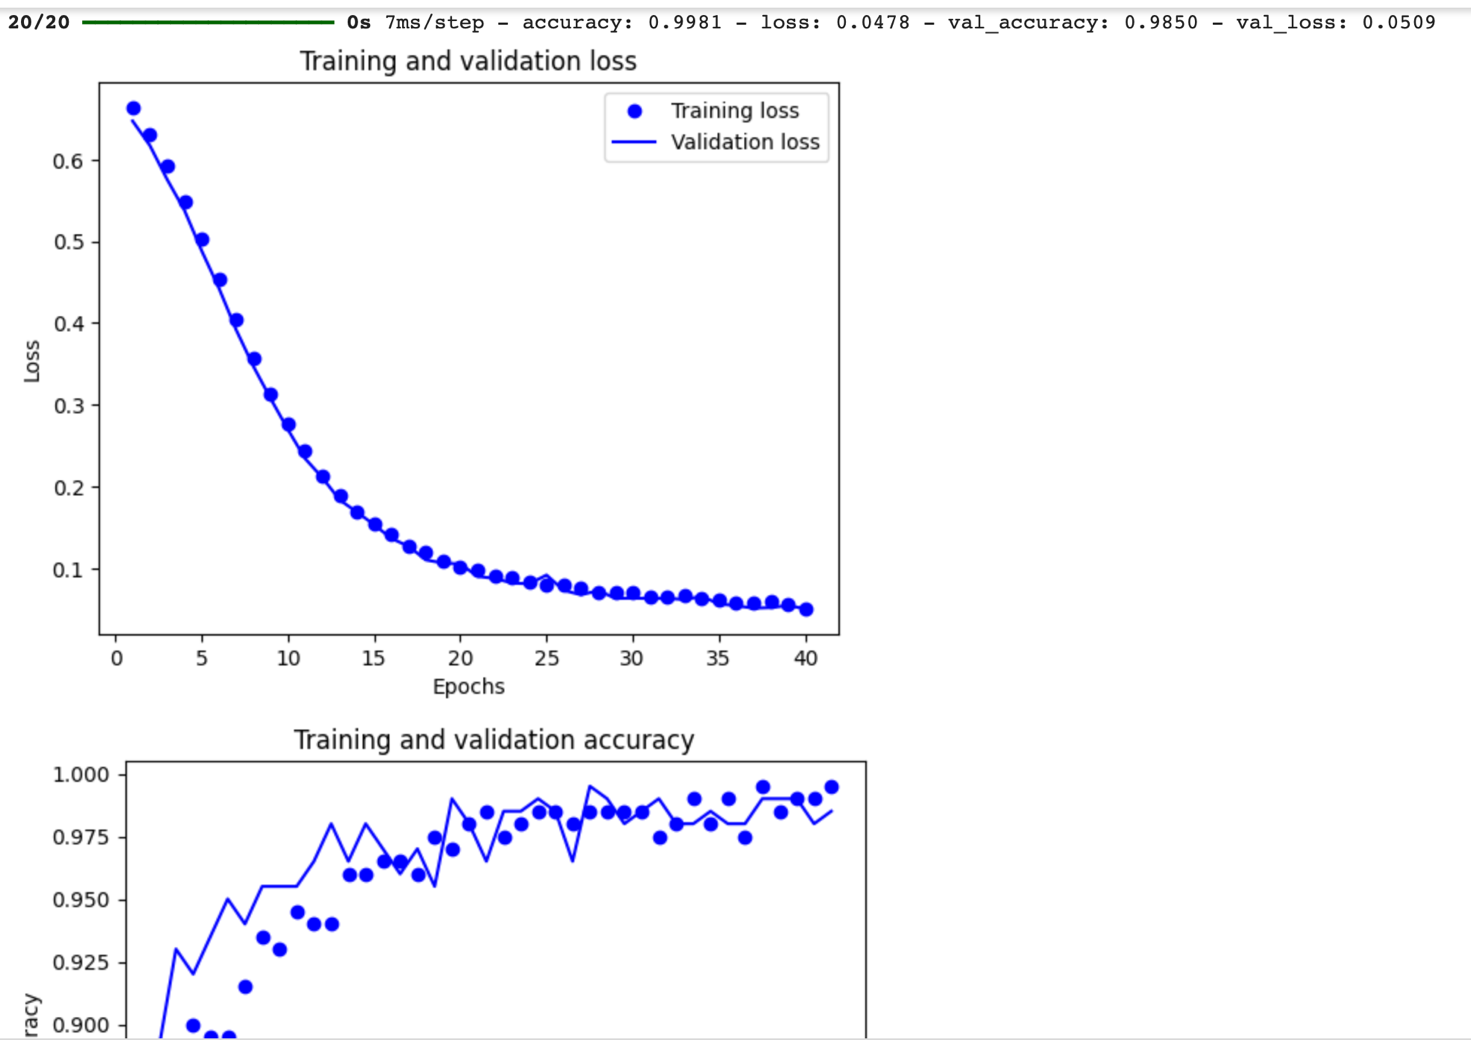 20/20 ━━━━━━━━━━━━━━━━━━━━ 0s 7ms/step - accuracy: 0.9981 - loss: 0.0478 - val_accuracy: 0.9850 - val_loss: 0.0509
Training and validation loss
Training loss
Validation loss
0.6
0.5
0.4
0.3
0.2
0.1
Loss
0 5 10 15 20 25 30 35 40
Epochs
Training and validation accuracy
1.000
0.975
0.950
0.925
0.900
racy